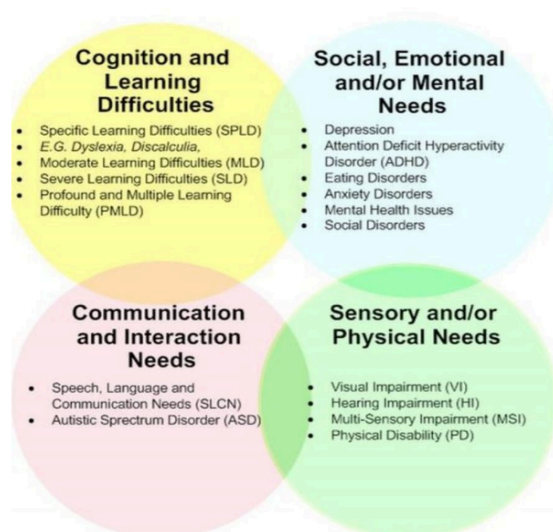 Cognition and
Learning
Difficulties
• Specific Learning Difficulties (SPLD)
• E.G. Dyslexia, Discalculia,
• Moderate Learning Difficulties (MLD)
• Severe Learning Difficulties (SLD)
• Profound and Multiple Learning
Difficulty (PMLD)
Social, Emotional
and/or Mental
Needs
• Depression
• Attention Deficit Hyperactivity
Disorder (ADHD)
• Eating Disorders
• Anxiety Disorders
• Mental Health Issues
• Social Disorders
Communication
and Interaction
Needs
• Speech, Language and
Communication Needs (SLCN)
• Autistic Sprectrum Disorder (ASD)
Sensory and/or
Physical Needs
• Visual Impairment (VI)
• Hearing Impairment (HI)
• Multi-Sensory Impairment (MSI)
• Physical Disability (PD)